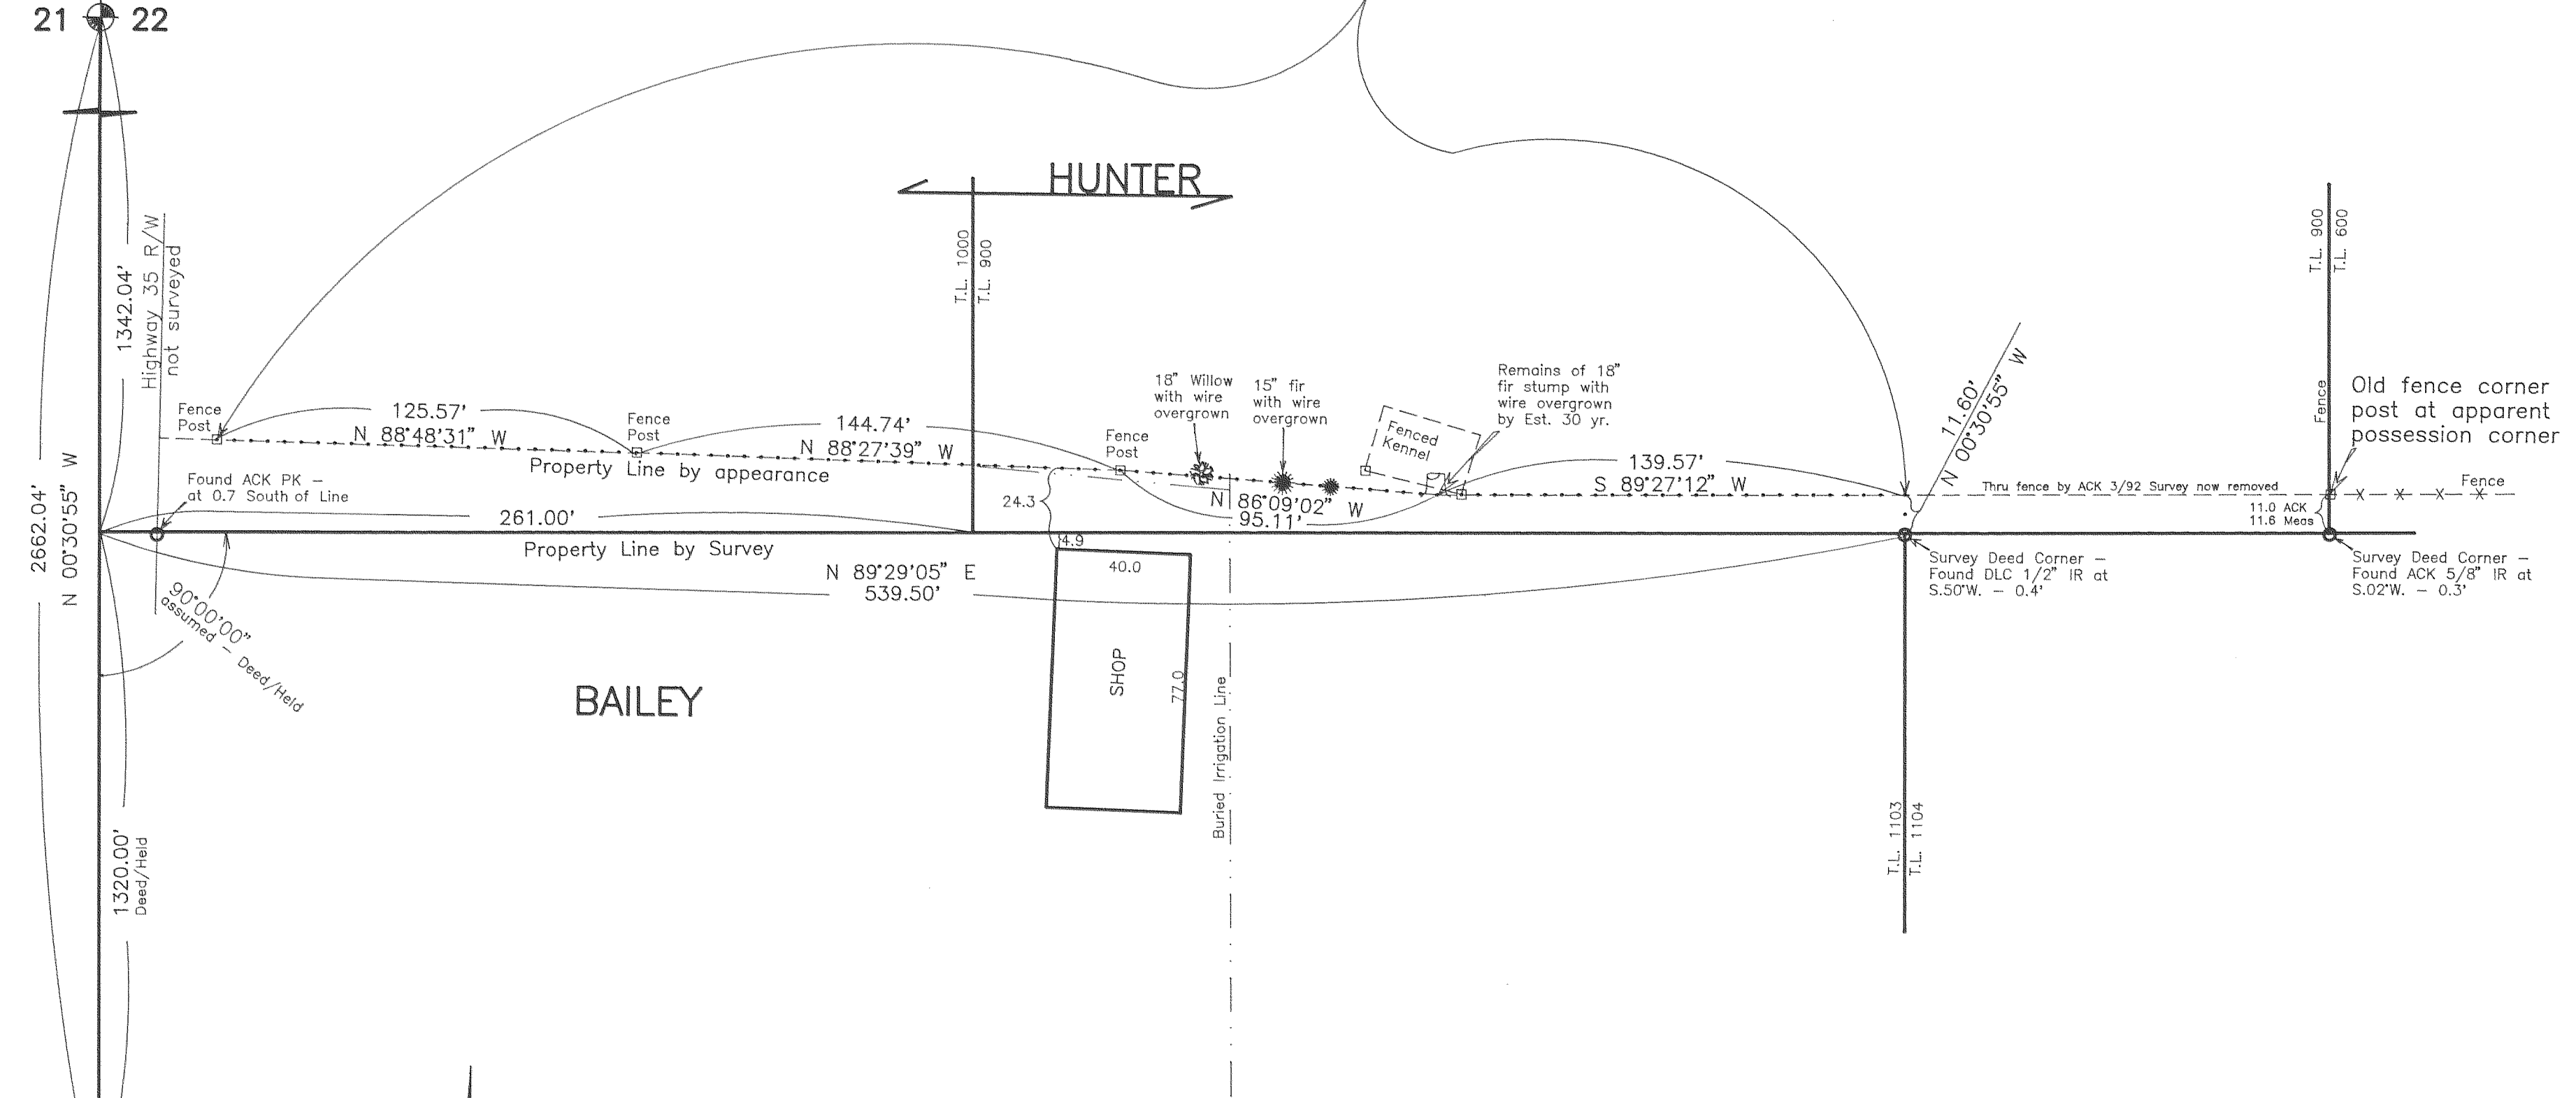 21 22
HUNTER
1342.04'
Highway 35 R/W
not surveyed
2662.04'
N 00°30'55" W
T.L. 1000
T.L. 900
T.L. 900
T.L. 600
Fence
Fence
Post
125.57'
N 88°48'31" W
Fence
Post
144.74'
N 88°27'39" W
Property Line by appearance
Fence
Post
18" Willow
with wire
overgrown
15" fir
with wire
overgrown
Fenced
Kennel
Remains of 18"
fir stump with
wire overgrown
by Est. 30 yr.
139.57'
S 89°27'12" W
11.60'
N 00°30'55" W
Old fence corner
post at apparent
possession corner
Found ACK PK –
at 0.7 South of Line
24.3
N 86°09'02" W
95.11'
Thru fence by ACK 3/92 Survey now removed
Fence
11.0 ACK
11.6 Meas
261.00'
Property Line by Survey
4.9
40.0
N 89°29'05" E
539.50'
Survey Deed Corner –
Found DLC 1/2" IR at
S.50°W. – 0.4'
Survey Deed Corner –
Found ACK 5/8" IR at
S.02°W. – 0.3'
90°00'00"
assumed – Deed/Held
BAILEY
SHOP
77.0
Buried Irrigation Line
1320.00'
Deed/Held
T.L. 1103
T.L. 1104